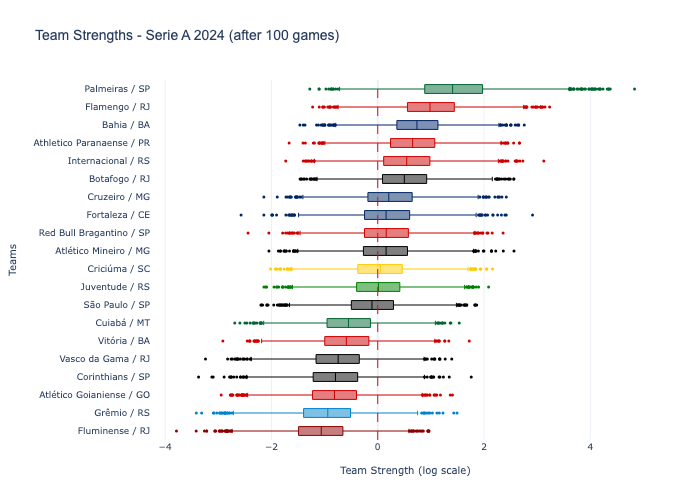 Team Strengths - Serie A 2024 (after 100 games)
Palmeiras / SP
Flamengo / RJ
Bahia / BA
Athletico Paranaense / PR
Internacional / RS
Botafogo / RJ
Cruzeiro / MG
Fortaleza / CE
Red Bull Bragantino / SP
Atlético Mineiro / MG
Criciúma / SC
Juventude / RS
São Paulo / SP
Cuiabá / MT
Vitória / BA
Vasco da Gama / RJ
Corinthians / SP
Atlético Goianiense / GO
Grêmio / RS
Fluminense / RJ
Teams
−4 −2 0 2 4
Team Strength (log scale)